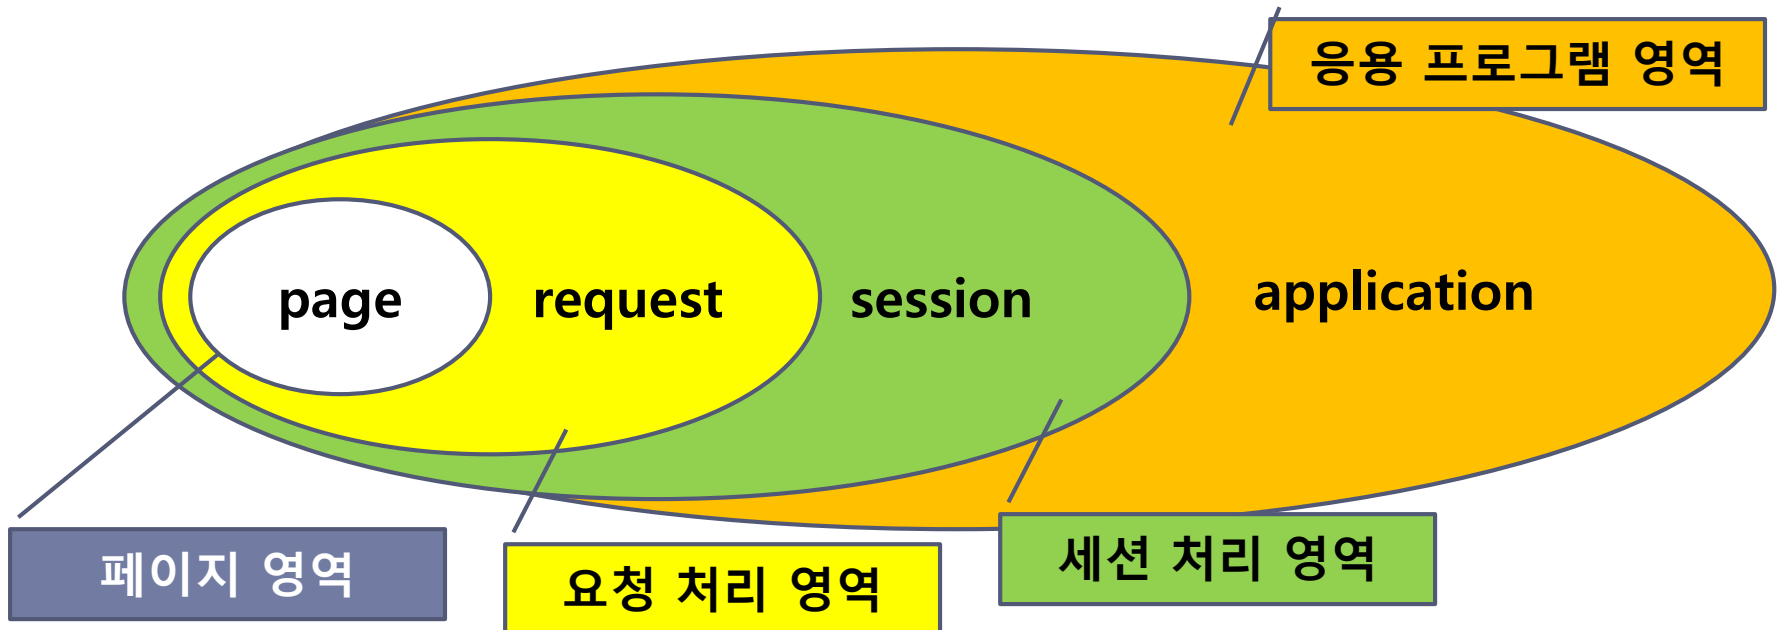 응용 프로그램 영역
page
request
session
application
페이지 영역
요청 처리 영역
세션 처리 영역